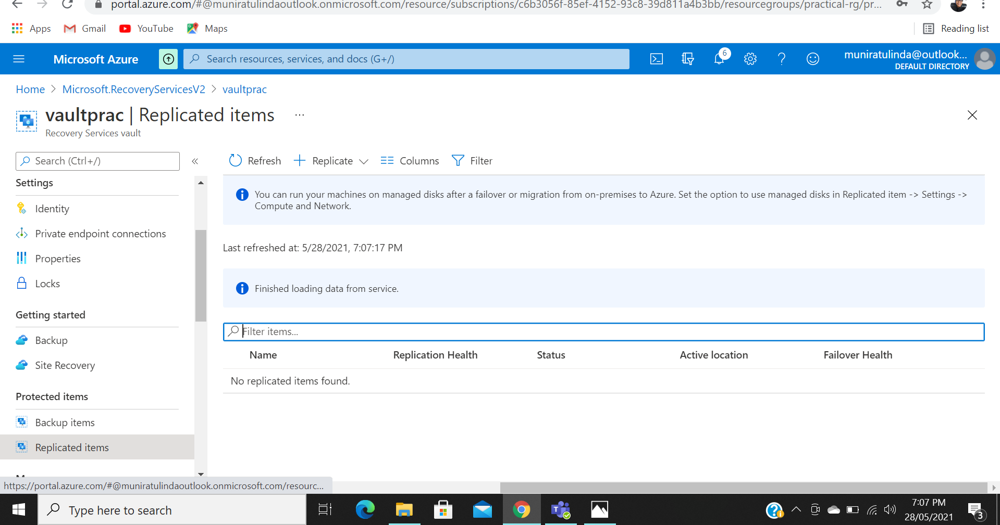 portal.azure.com/#@muniratulindaoutlook.onmicrosoft.com/resource/subscriptions/c6b3056f-85ef-4152-93c8-39d811a4b3bb/resourcegroups/practical-rg/pr...
Apps Gmail YouTube Maps Reading list
Microsoft Azure Search resources, services, and docs (G+/) 6 muniratulinda@outlook...
DEFAULT DIRECTORY
Home > Microsoft.RecoveryServicesV2 > vaultprac
vaultprac | Replicated items ...
Recovery Services vault
Search (Ctrl+/) «
Refresh Replicate Columns Filter
Settings
Identity
Private endpoint connections
Properties
Locks
Getting started
Backup
Site Recovery
Protected items
Backup items
Replicated items
You can run your machines on managed disks after a failover or migration from on-premises to Azure. Set the option to use managed disks in Replicated item -> Settings ->
Compute and Network.
Last refreshed at: 5/28/2021, 7:07:17 PM
Finished loading data from service.
Filter items...
Name Replication Health Status Active location Failover Health
No replicated items found.
https://portal.azure.com/#@muniratulindaoutlook.onmicrosoft.com/resourc...
Type here to search
7:07 PM
28/05/2021
3